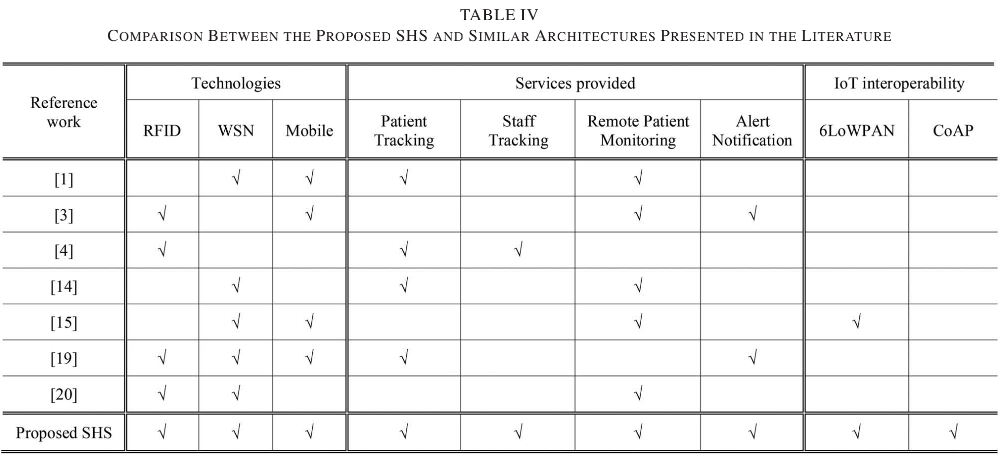 TABLE IV
COMPARISON BETWEEN THE PROPOSED SHS AND SIMILAR ARCHITECTURES PRESENTED IN THE LITERATURE
Reference work Technologies Services provided IoT interoperability
RFID WSN Mobile Patient Tracking Staff Tracking Remote Patient Monitoring Alert Notification 6LoWPAN CoAP
[1] √ √ √ √
[3] √ √ √ √
[4] √ √ √
[14] √ √ √
[15] √ √ √ √
[19] √ √ √ √ √
[20] √ √ √
Proposed SHS √ √ √ √ √ √ √ √ √